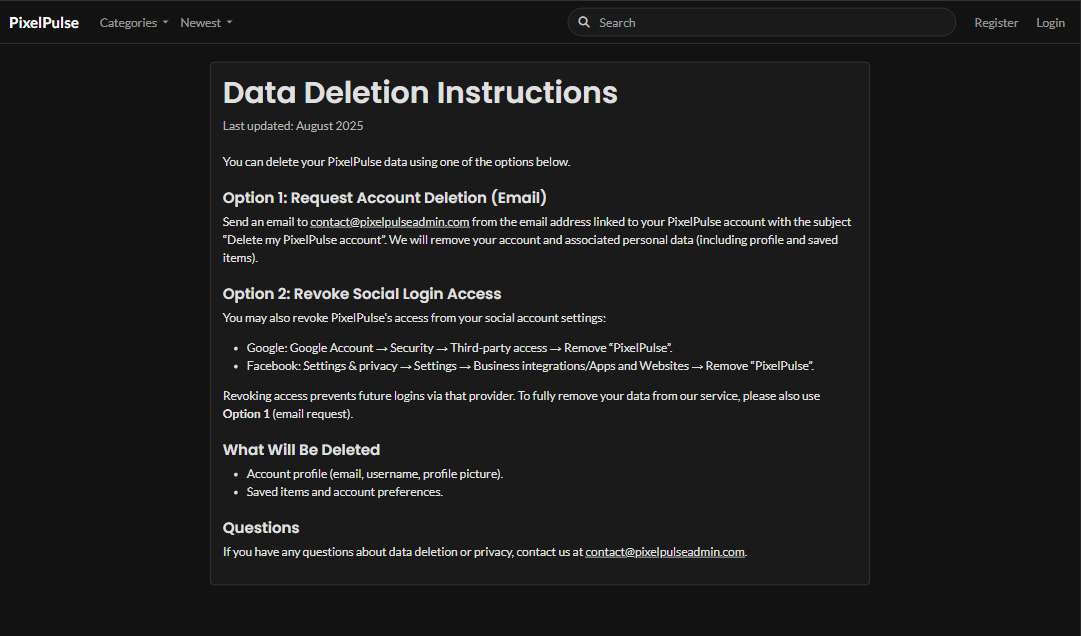 PixelPulse Categories Newest Search Register Login
Data Deletion Instructions
Last updated: August 2025
You can delete your PixelPulse data using one of the options below.
Option 1: Request Account Deletion (Email)
Send an email to contact@pixelpulseadmin.com from the email address linked to your PixelPulse account with the subject
“Delete my PixelPulse account”. We will remove your account and associated personal data (including profile and saved
items).
Option 2: Revoke Social Login Access
You may also revoke PixelPulse's access from your social account settings:
• Google: Google Account → Security → Third-party access → Remove “PixelPulse”.
• Facebook: Settings & privacy → Settings → Business integrations/Apps and Websites → Remove “PixelPulse”.
Revoking access prevents future logins via that provider. To fully remove your data from our service, please also use
Option 1 (email request).
What Will Be Deleted
• Account profile (email, username, profile picture).
• Saved items and account preferences.
Questions
If you have any questions about data deletion or privacy, contact us at contact@pixelpulseadmin.com.